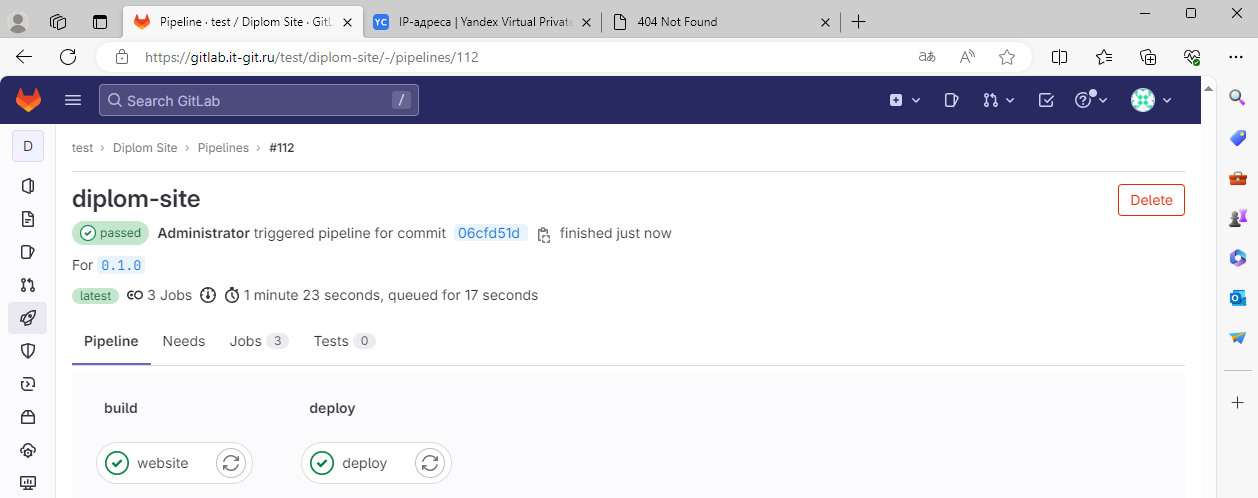 Pipeline · test / Diplom Site · GitL
IP-адреса | Yandex Virtual Private
404 Not Found
https://gitlab.it-git.ru/test/diplom-site/-/pipelines/112
Search GitLab /
D
test › Diplom Site › Pipelines › #112
diplom-site
Delete
passed Administrator triggered pipeline for commit 06cfd51d finished just now
For 0.1.0
latest 3 Jobs 1 minute 23 seconds, queued for 17 seconds
Pipeline Needs Jobs 3 Tests 0
build deploy
website deploy